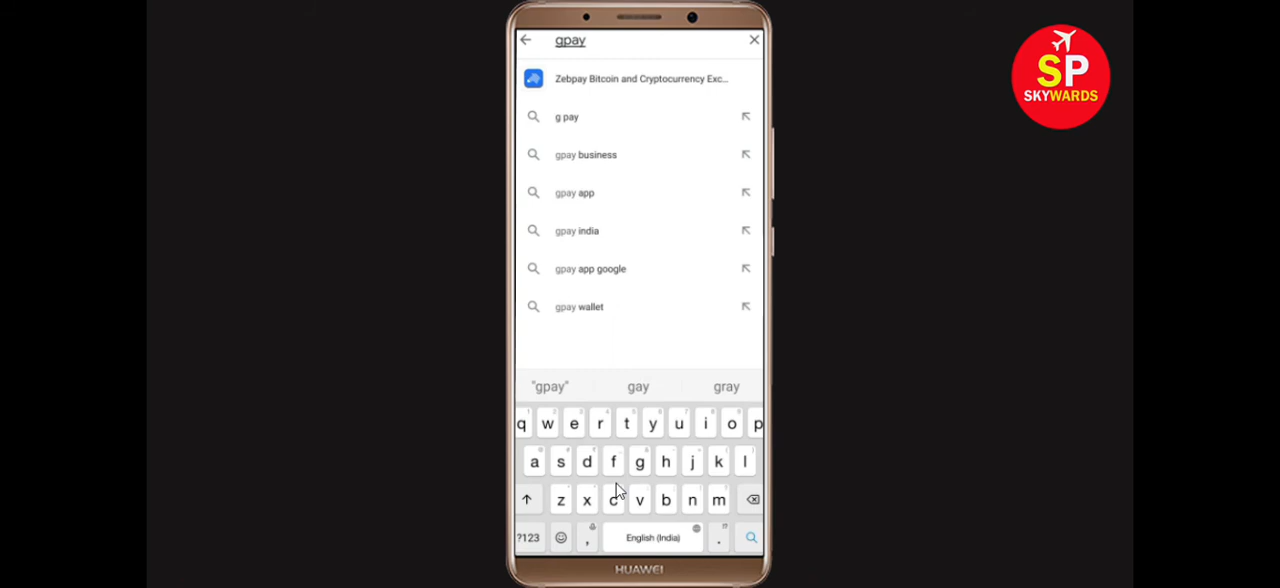 gpay
SP
SKYWARDS
Zebpay Bitcoin and Cryptocurrency Exc...
g pay
gpay business
gpay app
gpay india
gpay app google
gpay wallet
"gpay" gay gray
q w e r t y u i o p
a s d f g h j k l
z x c v b n m
?123 , English (India) .
HUAWEI